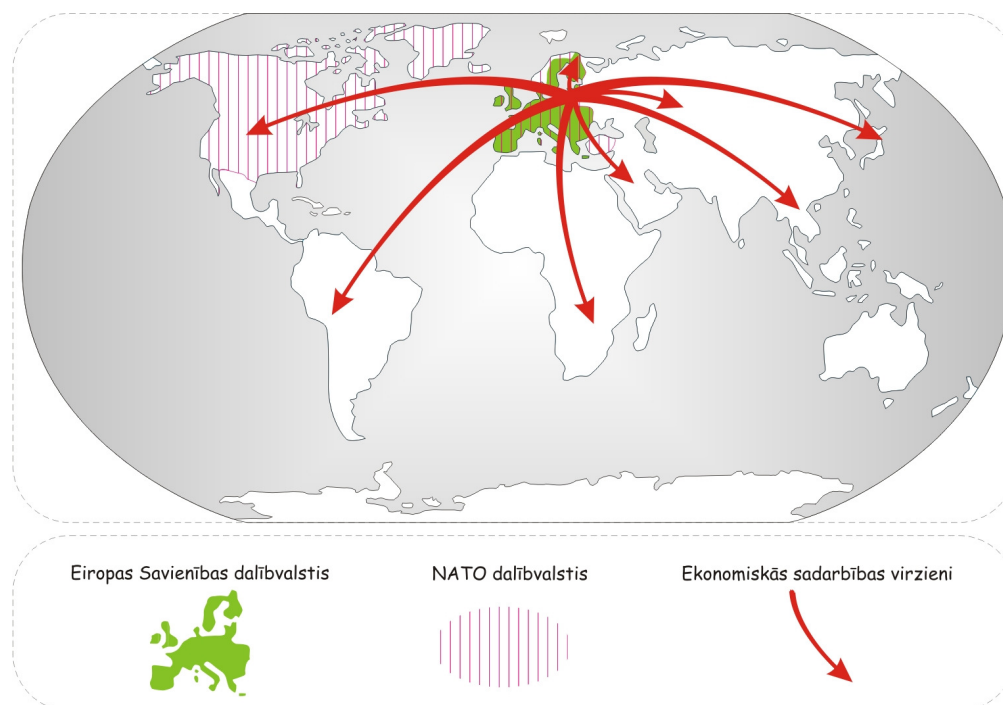 Eiropas Savienības dalībvalstis
NATO dalībvalstis
Ekonomiskās sadarbības virzieni